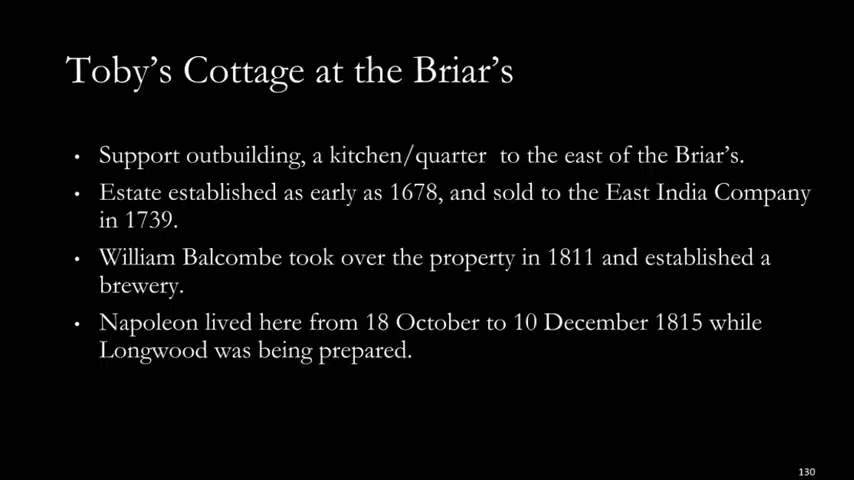 Toby’s Cottage at the Briar’s
• Support outbuilding, a kitchen/quarter to the east of the Briar’s.
• Estate established as early as 1678, and sold to the East India Company
in 1739.
• William Balcombe took over the property in 1811 and established a
brewery.
• Napoleon lived here from 18 October to 10 December 1815 while
Longwood was being prepared.
130